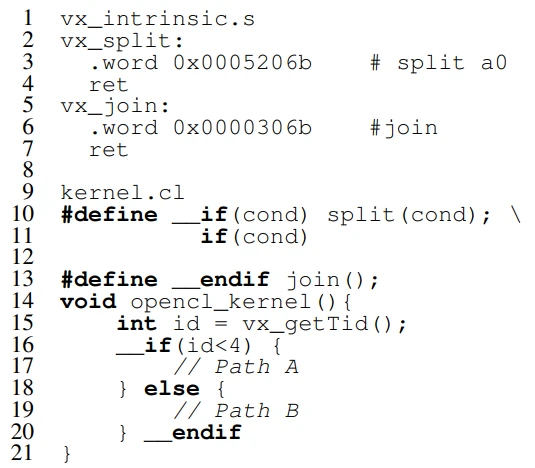 1 vx_intrinsic.s
2 vx_split:
3 .word 0x0005206b # split a0
4 ret
5 vx_join:
6 .word 0x0000306b #join
7 ret
8
9 kernel.cl
10 #define __if(cond) split(cond); \
11 if(cond)
12
13 #define __endif join();
14 void opencl_kernel(){
15 int id = vx_getTid();
16 __if(id<4) {
17 // Path A
18 } else {
19 // Path B
20 } __endif
21 }